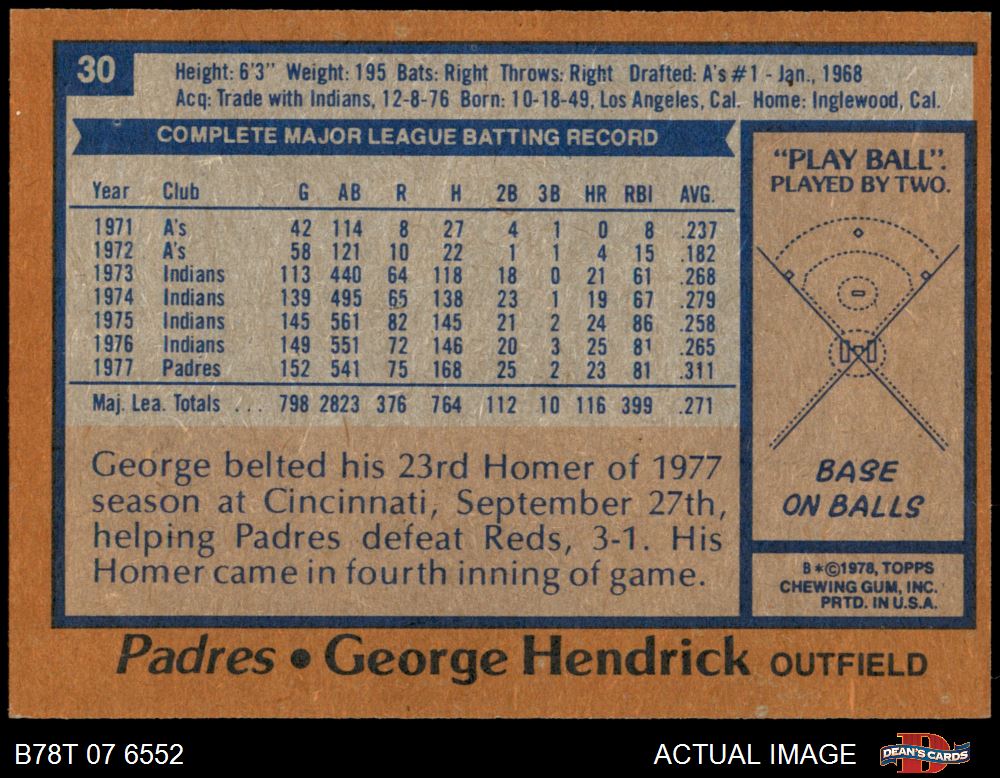 30
Height: 6'3" Weight: 195 Bats: Right Throws: Right Drafted: A's #1 - Jan., 1968
Acq: Trade with Indians, 12-8-76 Born: 10-18-49, Los Angeles, Cal. Home: Inglewood, Cal.
COMPLETE MAJOR LEAGUE BATTING RECORD
Year Club G AB R H 2B 3B HR RBI AVG.
1971 A's 42 114 8 27 4 1 0 8 .237
1972 A's 58 121 10 22 1 1 4 15 .182
1973 Indians 113 440 64 118 18 0 21 61 .268
1974 Indians 139 495 65 138 23 1 19 67 .279
1975 Indians 145 561 82 145 21 2 24 86 .258
1976 Indians 149 551 72 146 20 3 25 81 .265
1977 Padres 152 541 75 168 25 2 23 81 .311
Maj. Lea. Totals ... 798 2823 376 764 112 10 116 399 .271
George belted his 23rd Homer of 1977
season at Cincinnati, September 27th,
helping Padres defeat Reds, 3-1. His
Homer came in fourth inning of game.
"PLAY BALL".
PLAYED BY TWO.
BASE
ON BALLS
B*©1978, TOPPS
CHEWING GUM, INC.
PRTD. IN U.S.A.
Padres • George Hendrick OUTFIELD
B78T 07 6552
ACTUAL IMAGE
D
DEAN'S CARDS